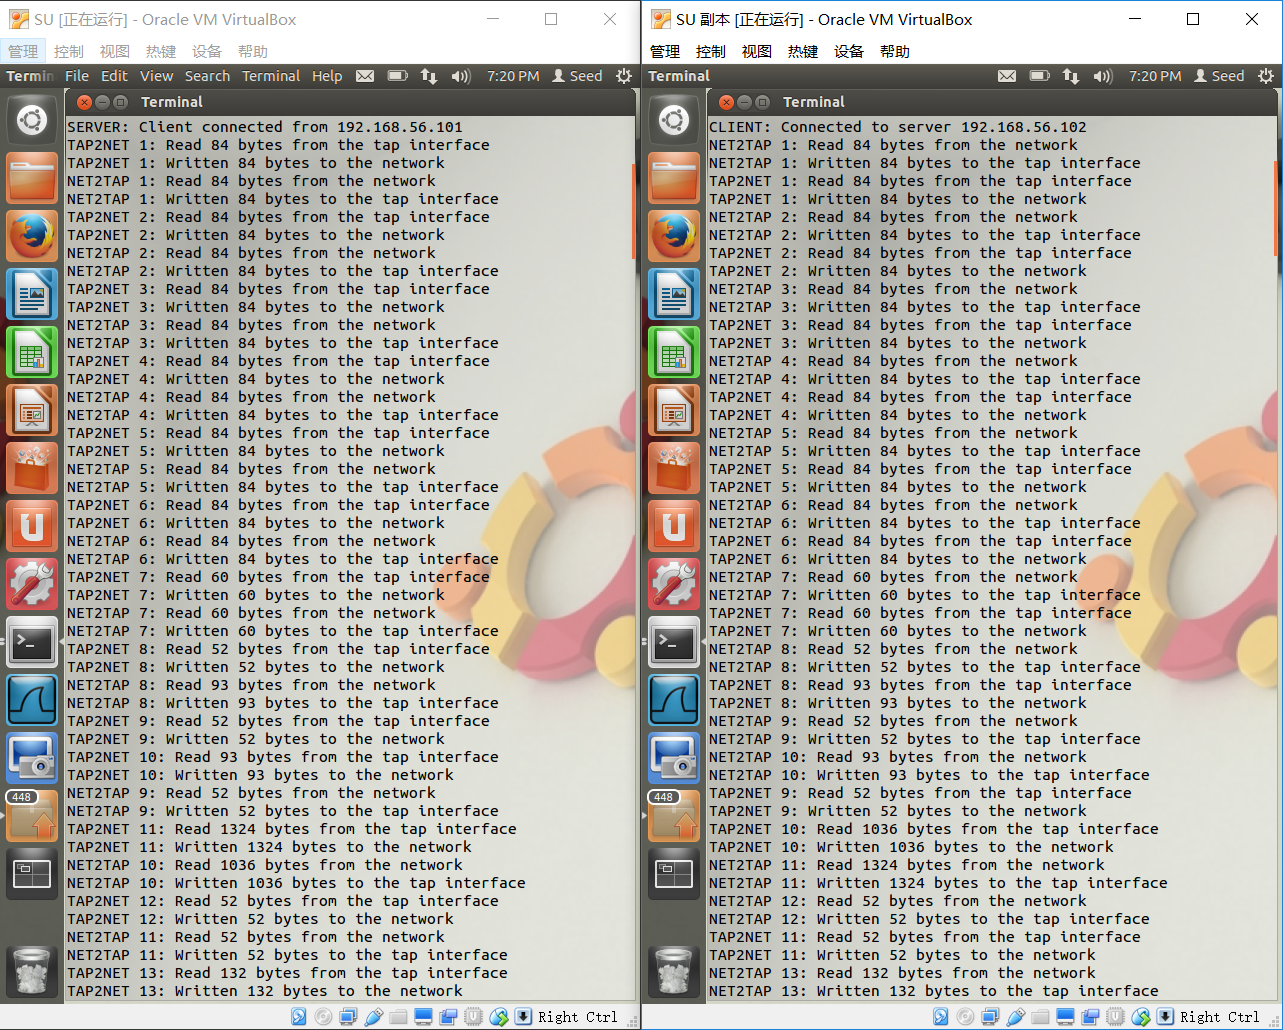 SU [正在运行] - Oracle VM VirtualBox
管理 控制 视图 热键 设备 帮助
Termin File Edit View Search Terminal Help 7:20 PM Seed
Terminal
SERVER: Client connected from 192.168.56.101
TAP2NET 1: Read 84 bytes from the tap interface
TAP2NET 1: Written 84 bytes to the network
NET2TAP 1: Read 84 bytes from the network
NET2TAP 1: Written 84 bytes to the tap interface
TAP2NET 2: Read 84 bytes from the tap interface
TAP2NET 2: Written 84 bytes to the network
NET2TAP 2: Read 84 bytes from the network
NET2TAP 2: Written 84 bytes to the tap interface
TAP2NET 3: Read 84 bytes from the tap interface
TAP2NET 3: Written 84 bytes to the network
NET2TAP 3: Read 84 bytes from the network
NET2TAP 3: Written 84 bytes to the tap interface
TAP2NET 4: Read 84 bytes from the tap interface
TAP2NET 4: Written 84 bytes to the network
NET2TAP 4: Read 84 bytes from the network
NET2TAP 4: Written 84 bytes to the tap interface
TAP2NET 5: Read 84 bytes from the tap interface
TAP2NET 5: Written 84 bytes to the network
NET2TAP 5: Read 84 bytes from the network
NET2TAP 5: Written 84 bytes to the tap interface
TAP2NET 6: Read 84 bytes from the tap interface
TAP2NET 6: Written 84 bytes to the network
NET2TAP 6: Read 84 bytes from the network
NET2TAP 6: Written 84 bytes to the tap interface
TAP2NET 7: Read 60 bytes from the tap interface
TAP2NET 7: Written 60 bytes to the network
NET2TAP 7: Read 60 bytes from the network
NET2TAP 7: Written 60 bytes to the tap interface
TAP2NET 8: Read 52 bytes from the tap interface
TAP2NET 8: Written 52 bytes to the network
NET2TAP 8: Read 93 bytes from the network
NET2TAP 8: Written 93 bytes to the tap interface
TAP2NET 9: Read 52 bytes from the tap interface
TAP2NET 9: Written 52 bytes to the network
TAP2NET 10: Read 93 bytes from the tap interface
TAP2NET 10: Written 93 bytes to the network
NET2TAP 9: Read 52 bytes from the network
NET2TAP 9: Written 52 bytes to the tap interface
TAP2NET 11: Read 1324 bytes from the tap interface
TAP2NET 11: Written 1324 bytes to the network
NET2TAP 10: Read 1036 bytes from the network
NET2TAP 10: Written 1036 bytes to the tap interface
TAP2NET 12: Read 52 bytes from the tap interface
TAP2NET 12: Written 52 bytes to the network
NET2TAP 11: Read 52 bytes from the network
NET2TAP 11: Written 52 bytes to the tap interface
TAP2NET 13: Read 132 bytes from the tap interface
TAP2NET 13: Written 132 bytes to the network
448
Right Ctrl
SU 副本 [正在运行] - Oracle VM VirtualBox
管理 控制 视图 热键 设备 帮助
Terminal 7:20 PM Seed
Terminal
CLIENT: Connected to server 192.168.56.102
NET2TAP 1: Read 84 bytes from the network
NET2TAP 1: Written 84 bytes to the tap interface
TAP2NET 1: Read 84 bytes from the tap interface
TAP2NET 1: Written 84 bytes to the network
NET2TAP 2: Read 84 bytes from the network
NET2TAP 2: Written 84 bytes to the tap interface
TAP2NET 2: Read 84 bytes from the tap interface
TAP2NET 2: Written 84 bytes to the network
NET2TAP 3: Read 84 bytes from the network
NET2TAP 3: Written 84 bytes to the tap interface
TAP2NET 3: Read 84 bytes from the tap interface
TAP2NET 3: Written 84 bytes to the network
NET2TAP 4: Read 84 bytes from the network
NET2TAP 4: Written 84 bytes to the tap interface
TAP2NET 4: Read 84 bytes from the tap interface
TAP2NET 4: Written 84 bytes to the network
NET2TAP 5: Read 84 bytes from the network
NET2TAP 5: Written 84 bytes to the tap interface
TAP2NET 5: Read 84 bytes from the tap interface
TAP2NET 5: Written 84 bytes to the network
NET2TAP 6: Read 84 bytes from the network
NET2TAP 6: Written 84 bytes to the tap interface
TAP2NET 6: Read 84 bytes from the tap interface
TAP2NET 6: Written 84 bytes to the network
NET2TAP 7: Read 60 bytes from the network
NET2TAP 7: Written 60 bytes to the tap interface
TAP2NET 7: Read 60 bytes from the tap interface
TAP2NET 7: Written 60 bytes to the network
NET2TAP 8: Read 52 bytes from the network
NET2TAP 8: Written 52 bytes to the tap interface
TAP2NET 8: Read 93 bytes from the tap interface
TAP2NET 8: Written 93 bytes to the network
NET2TAP 9: Read 52 bytes from the network
NET2TAP 9: Written 52 bytes to the tap interface
NET2TAP 10: Read 93 bytes from the network
NET2TAP 10: Written 93 bytes to the tap interface
TAP2NET 9: Read 52 bytes from the tap interface
TAP2NET 9: Written 52 bytes to the network
TAP2NET 10: Read 1036 bytes from the tap interface
TAP2NET 10: Written 1036 bytes to the network
NET2TAP 11: Read 1324 bytes from the network
NET2TAP 11: Written 1324 bytes to the tap interface
NET2TAP 12: Read 52 bytes from the network
NET2TAP 12: Written 52 bytes to the tap interface
TAP2NET 11: Read 52 bytes from the tap interface
TAP2NET 11: Written 52 bytes to the network
NET2TAP 13: Read 132 bytes from the network
NET2TAP 13: Written 132 bytes to the tap interface
448
Right Ctrl